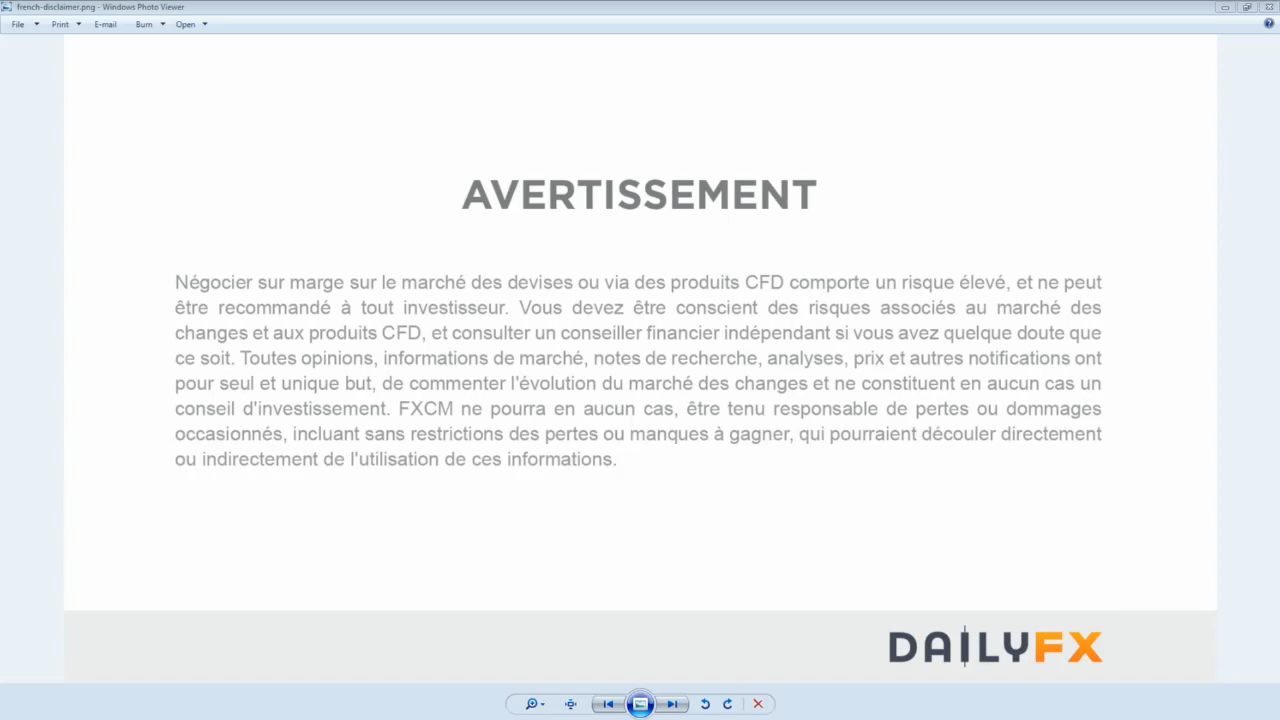 french-disclaimer.png - Windows Photo Viewer
File Print E-mail Burn Open
AVERTISSEMENT
Négocier sur marge sur le marché des devises ou via des produits CFD comporte un risque élevé, et ne peut
être recommandé à tout investisseur. Vous devez être conscient des risques associés au marché des
changes et aux produits CFD, et consulter un conseiller financier indépendant si vous avez quelque doute que
ce soit. Toutes opinions, informations de marché, notes de recherche, analyses, prix et autres notifications ont
pour seul et unique but, de commenter l'évolution du marché des changes et ne constituent en aucun cas un
conseil d'investissement. FXCM ne pourra en aucun cas, être tenu responsable de pertes ou dommages
occasionnés, incluant sans restrictions des pertes ou manques à gagner, qui pourraient découler directement
ou indirectement de l'utilisation de ces informations.
DAILYFX